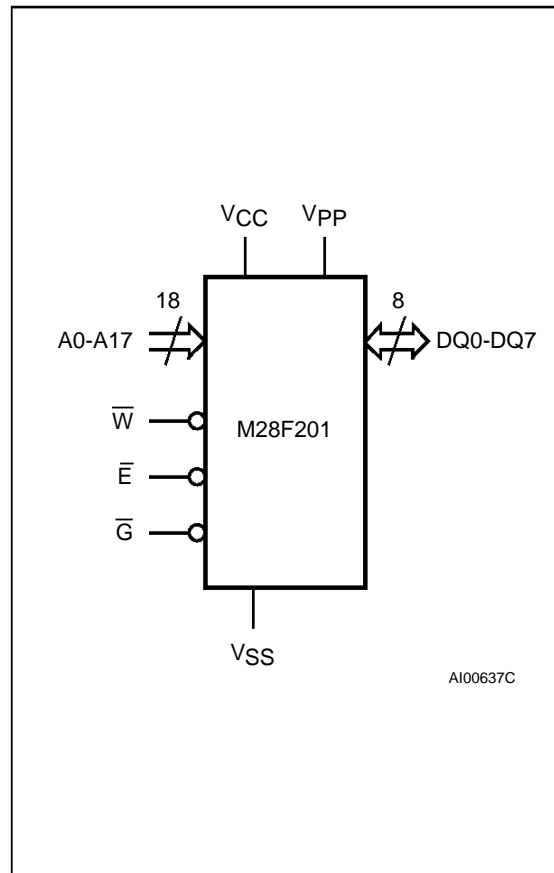 VCC VPP
18 8
A0-A17 DQ0-DQ7
W̅ M28F201
E̅
G̅
VSS
AI00637C